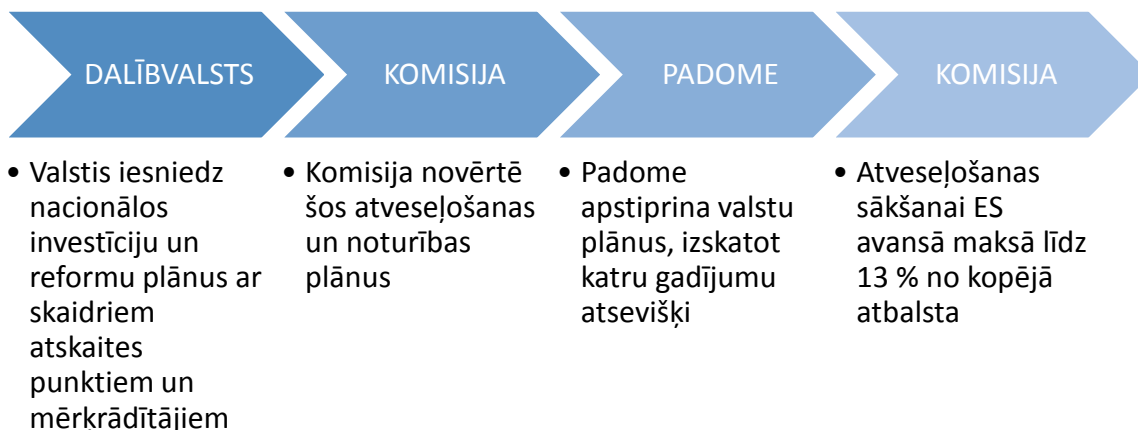 DALĪBVALSTS
• Valstis iesniedz
nacionālos
investīciju un
reformu plānus ar
skaidriem
atskaites
punktiem un
mērķrādītājiem
KOMISIJA
• Komisija novērtē
šos atveseļošanas
un noturības
plānus
PADOME
• Padome
apstiprina valstu
plānus, izskatot
katru gadījumu
atsevišķi
KOMISIJA
• Atveseļošanas
sākšanai ES
avansā maksā līdz
13 % no kopējā
atbalsta